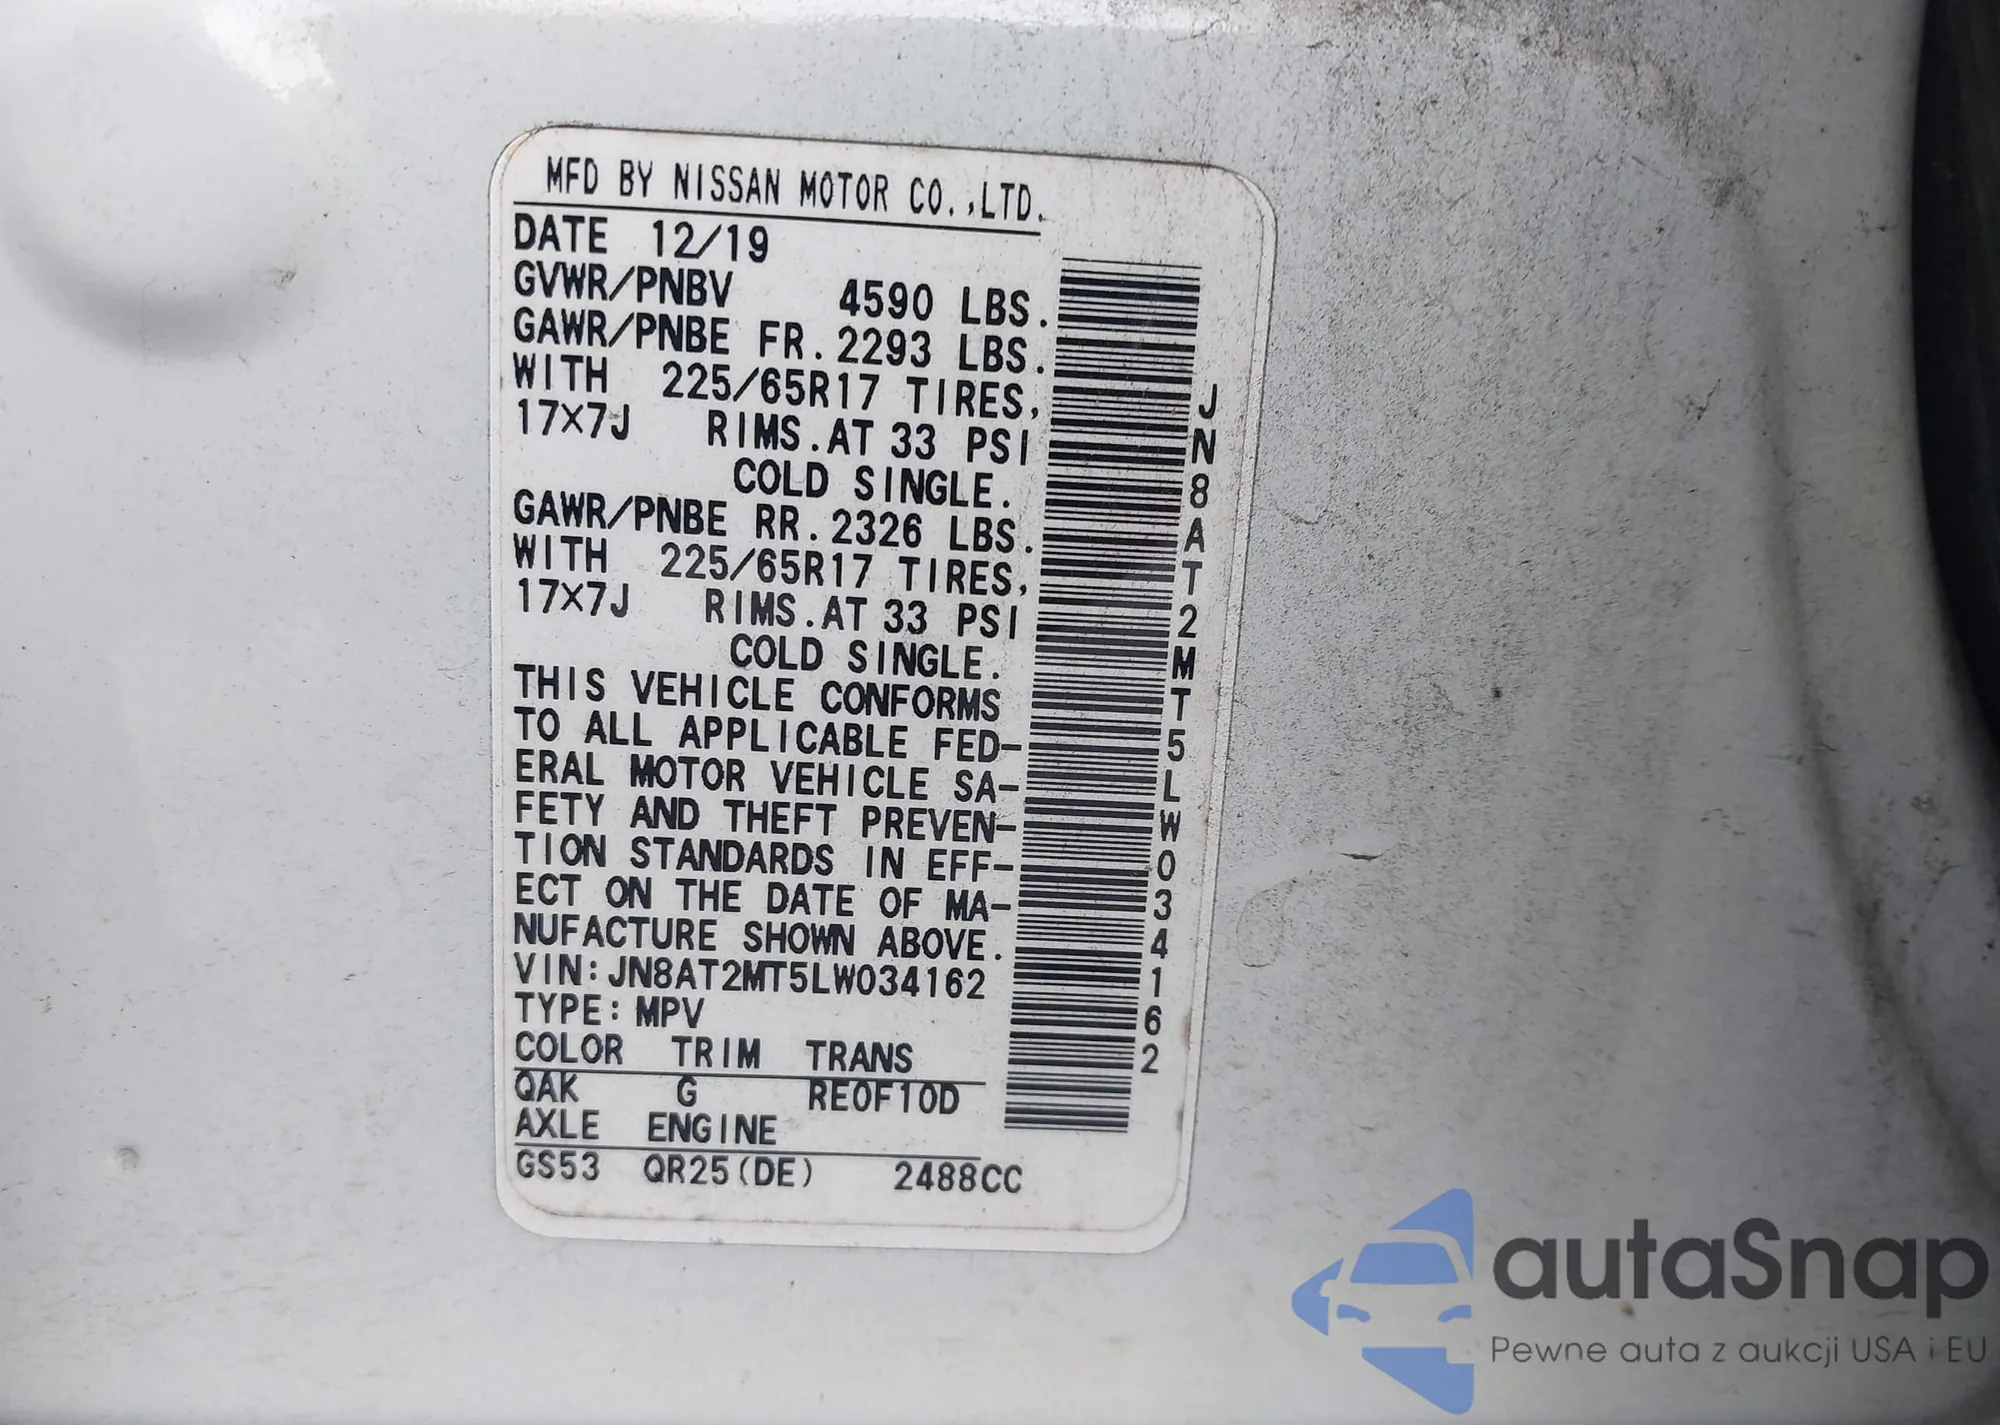 MFD BY NISSAN MOTOR CO.,LTD.
DATE 12/19
GVWR/PNBV 4590 LBS.
GAWR/PNBE FR.2293 LBS.
WITH 225/65R17 TIRES,
17X7J RIMS.AT 33 PSI
COLD SINGLE.
GAWR/PNBE RR.2326 LBS.
WITH 225/65R17 TIRES,
17X7J RIMS.AT 33 PSI
COLD SINGLE.
THIS VEHICLE CONFORMS
TO ALL APPLICABLE FED-
ERAL MOTOR VEHICLE SA-
FETY AND THEFT PREVEN-
TION STANDARDS IN EFF-
ECT ON THE DATE OF MA-
NUFACTURE SHOWN ABOVE.
VIN:JN8AT2MT5LW034162
TYPE:MPV
COLOR TRIM TRANS
QAK G RE0F10D
AXLE ENGINE
GS53 QR25(DE) 2488CC
JN8AT2MT5LW034162
autaSnap
Pewne auta z aukcji USA i EU